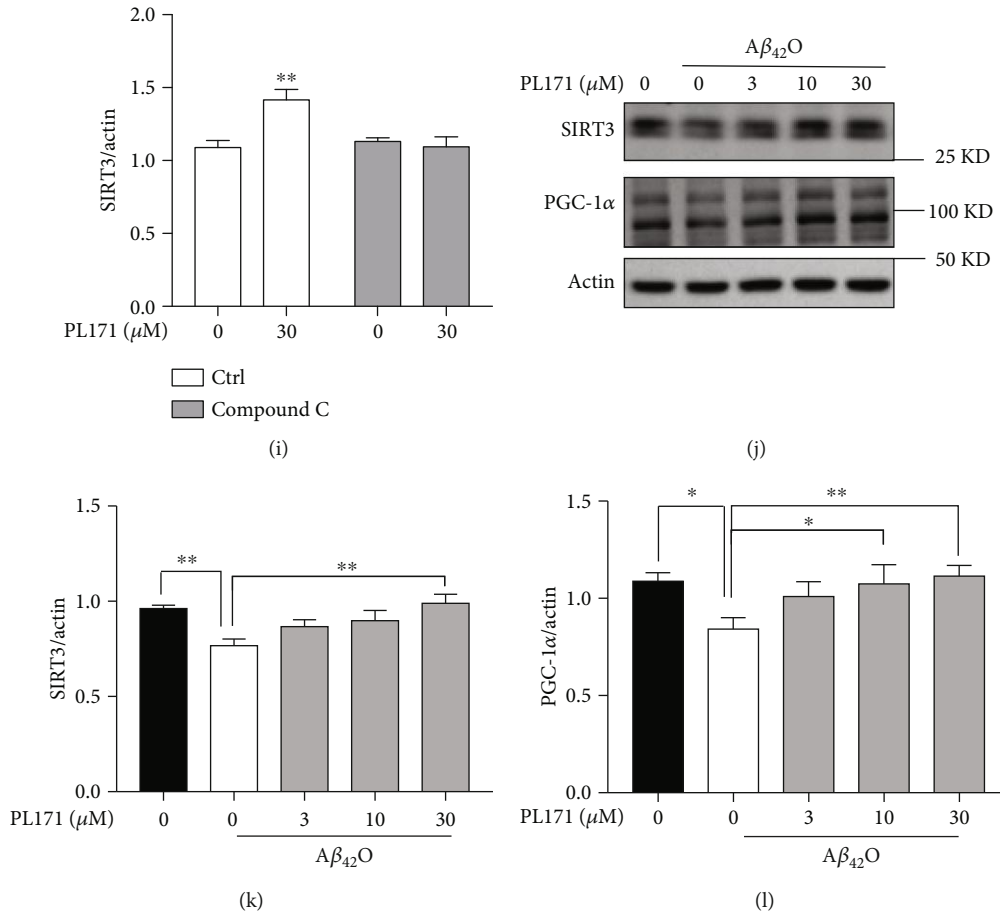 2.0
1.5
1.0
0.5
0.0
SIRT3/actin
**
PL171 (μM) 0 30 0 30
Ctrl
Compound C
(i)
Aβ₄₂O
PL171 (μM) 0 0 3 10 30
SIRT3
25 KD
PGC-1α
100 KD
50 KD
Actin
(j)
1.5
1.0
0.5
0.0
SIRT3/actin
** **
PL171 (μM) 0 0 3 10 30
Aβ₄₂O
(k)
1.5
1.0
0.5
0.0
PGC-1α/actin
* **
*
PL171 (μM) 0 0 3 10 30
Aβ₄₂O
(l)